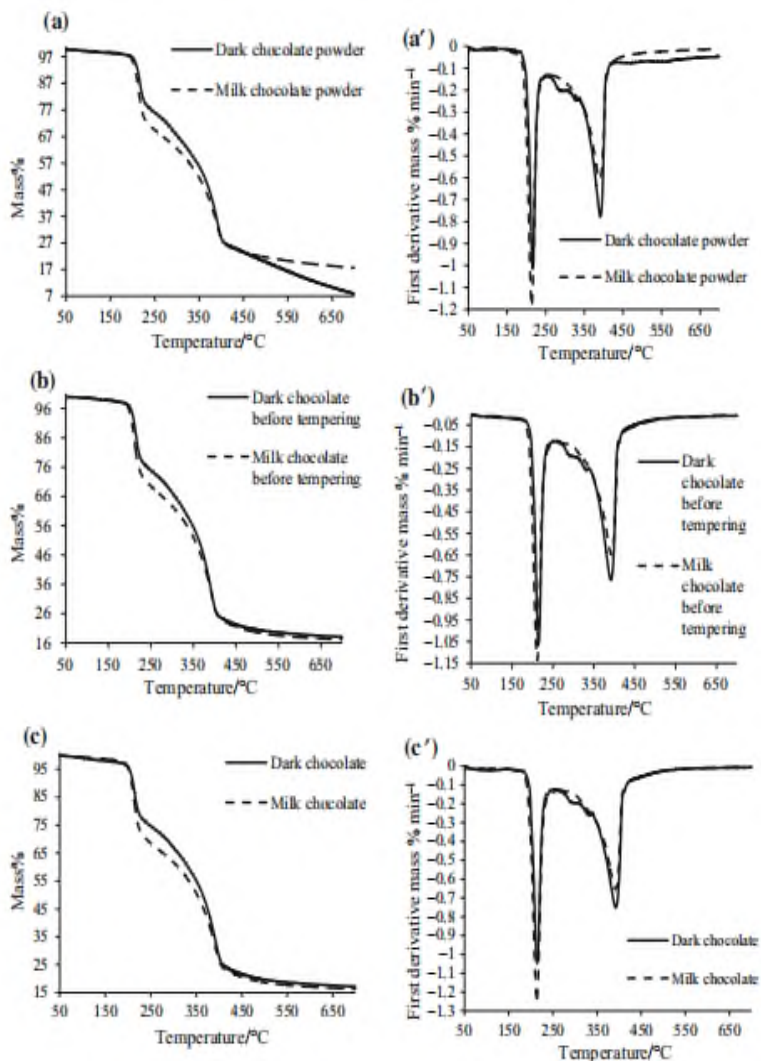 (a)
97
87
77
67
57
47
37
27
17
7
Mass%
Dark chocolate powder
Milk chocolate powder
50 150 250 350 450 550 650
Temperature/°C
(a′)
0
−0.1
−0.2
−0.3
−0.4
−0.5
−0.6
−0.7
−0.8
−0.9
−1
−1.1
−1.2
First derivative mass % min⁻¹
Dark chocolate powder
Milk chocolate powder
50 150 250 350 450 550 650
Temperature/°C
(b)
96
86
76
66
56
46
36
26
16
Mass%
Dark chocolate
before tempering
Milk chocolate
before tempering
50 150 250 350 450 550 650
Temperature/°C
(b′)
−0.05
−0.15
−0.25
−0.35
−0.45
−0.55
−0.65
−0.75
−0.85
−0.95
−1.05
−1.15
First derivative mass % min⁻¹
Dark
chocolate
before
tempering
Milk
chocolate
before
tempering
50 150 250 350 450 550 650
Temperature/°C
(c)
95
85
75
65
55
45
35
25
15
Mass%
Dark chocolate
Milk chocolate
50 150 250 350 450 550 650
Temperature/°C
(c′)
0
−0.1
−0.2
−0.3
−0.4
−0.5
−0.6
−0.7
−0.8
−0.9
−1
−1.1
−1.2
−1.3
First derivative mass % min⁻¹
Dark chocolate
Milk chocolate
50 150 250 350 450 550 650
Temperature/°C